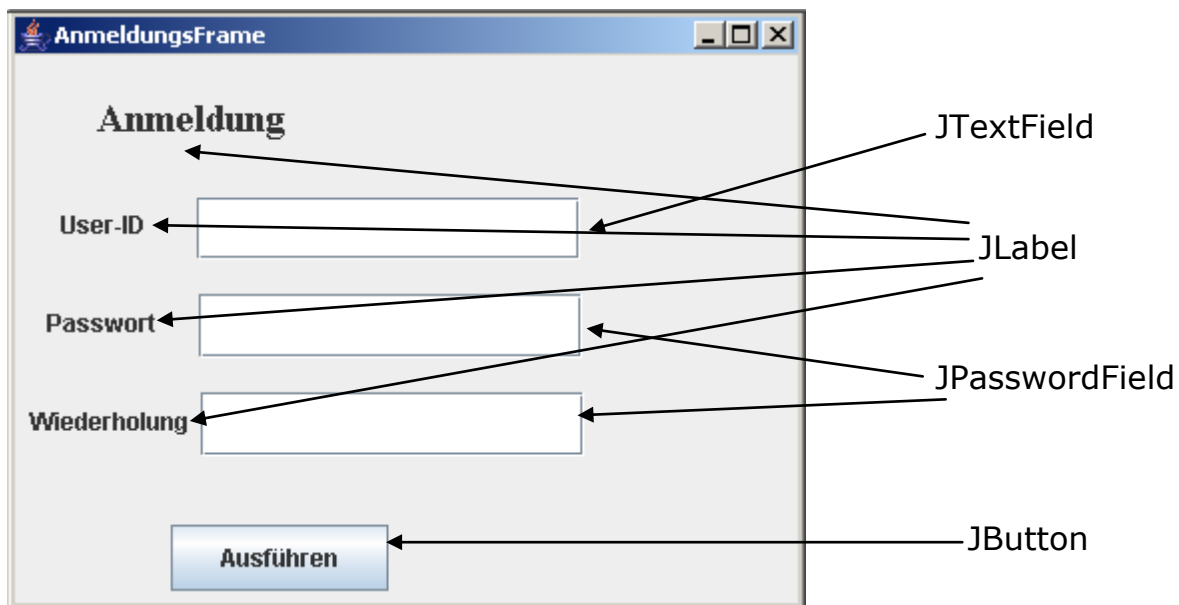 AnmeldungsFrame
Anmeldung
JTextField
User-ID
JLabel
Passwort
JPasswordField
Wiederholung
Ausführen
JButton